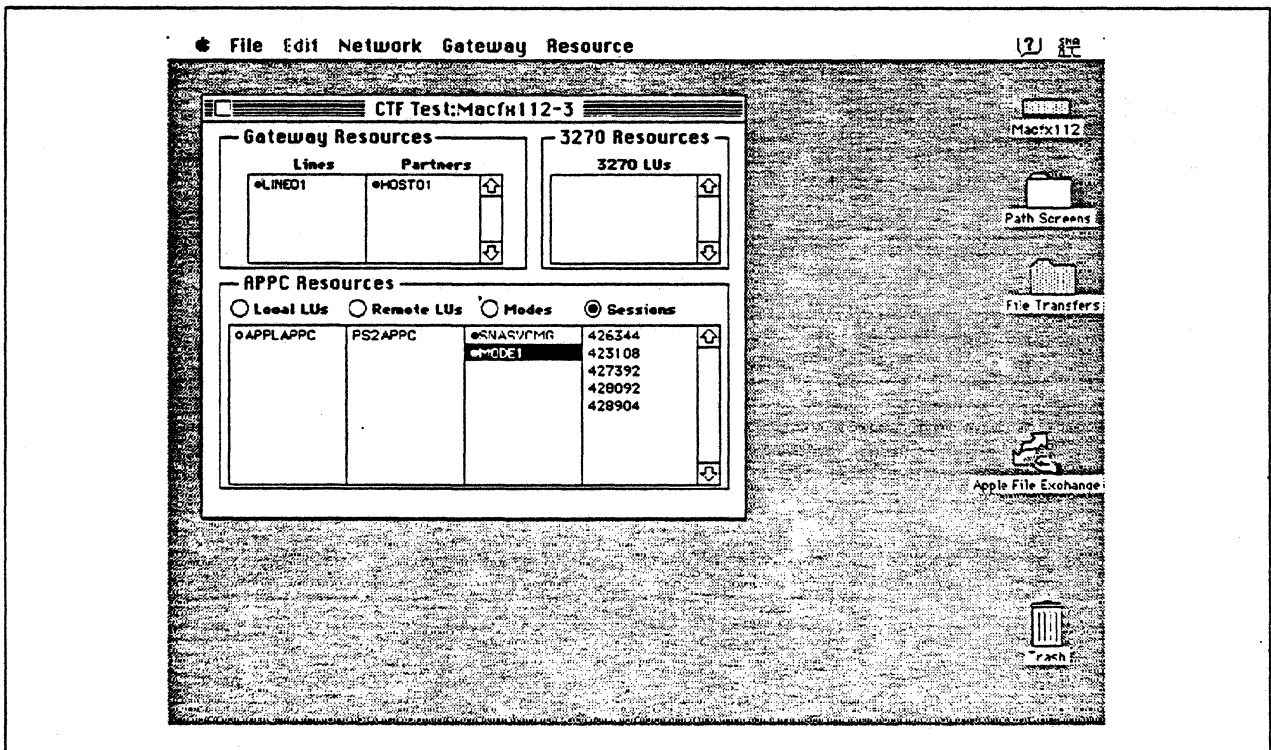 File Edit Network Gateway Resource
SNA
CTF Test:Macfx112-3
Gateway Resources
Lines Partners
LINE01 HOST01
3270 Resources
3270 LUs
APPC Resources
Local LUs Remote LUs Modes Sessions
APPLAPPC PS2APPC SNASVCMG 426344
MODE1 423108
427392
428092
428904
Macfx112
Path Screens
File Transfers
Apple File Exchange
Trash